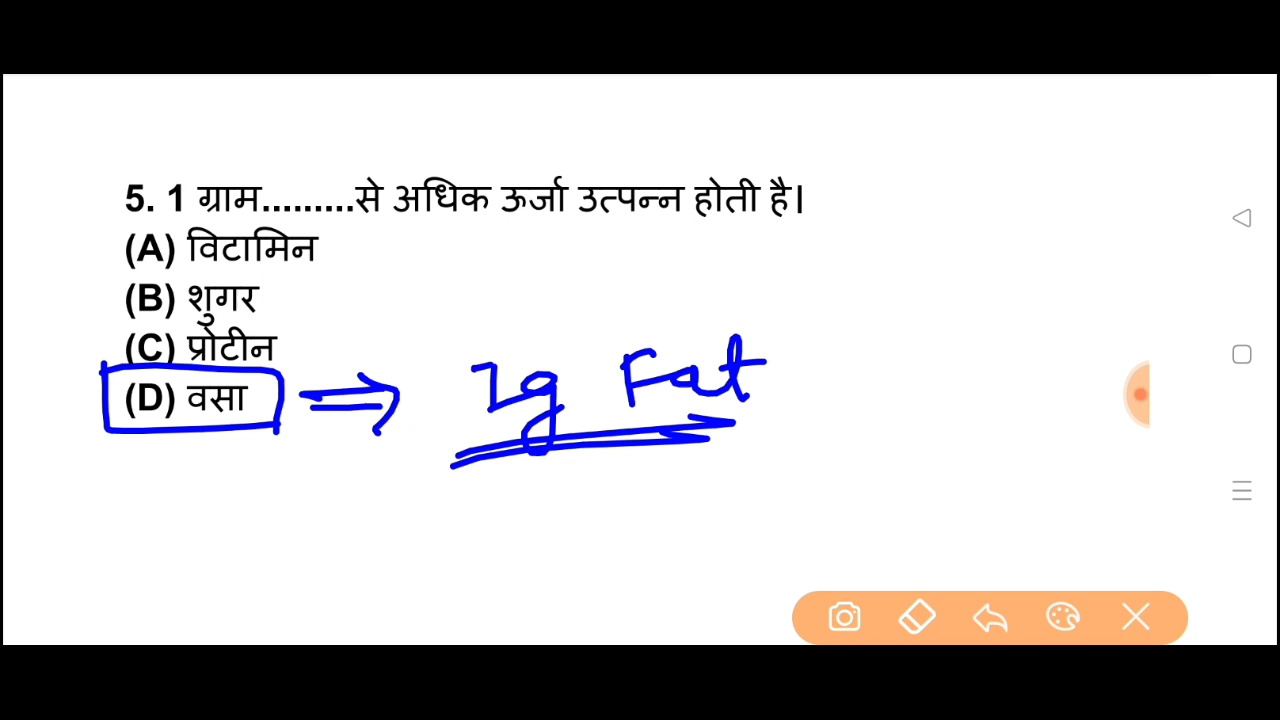 5. 1 ग्राम.........से अधिक ऊर्जा उत्पन्न होती है।
(A) विटामिन
(B) शुगर
(C) प्रोटीन
(D) वसा ⇒ 1g Fat